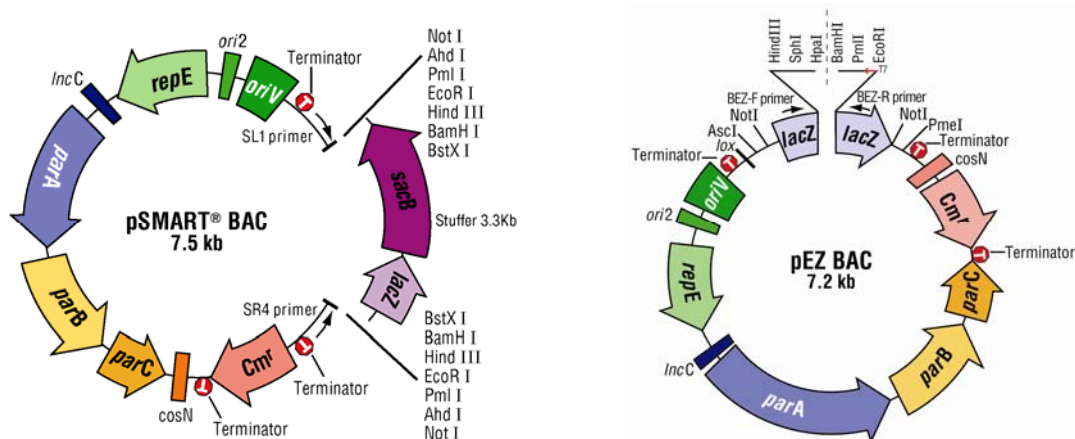 Not I
Ahd I
Pml I
EcoR I
Hind III
BamH I
BstX I
Terminator
ori2
oriV
T
repE
IncC
SL1 primer
parA
sacB
pSMART® BAC
7.5 kb
Stuffer 3.3Kb
lacZ
parB
SR4 primer
parC
Cmr
T
T
cosN
Terminator
Terminator
BstX I
BamH I
Hind III
EcoR I
Pml I
Ahd I
Not I
HindIII
SphI
HpaI
BamHI
PmlI
EcoRI
T7
BEZ-F primer
BEZ-R primer
NotI
NotI
AscI
lox
lacZ
lacZ
PmeI
Terminator
T
T
Terminator
cosN
oriV
Cmr
ori2
pEZ BAC
7.2 kb
T
Terminator
repE
parC
IncC
parB
parA